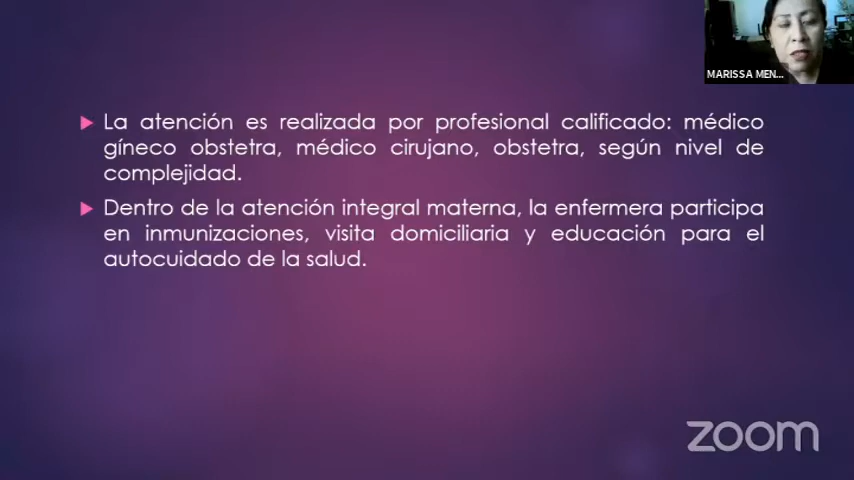 MARISSA MEN...
La atención es realizada por profesional calificado: médico
gíneco obstetra, médico cirujano, obstetra, según nivel de
complejidad.
Dentro de la atención integral materna, la enfermera participa
en inmunizaciones, visita domiciliaria y educación para el
autocuidado de la salud.
zoom